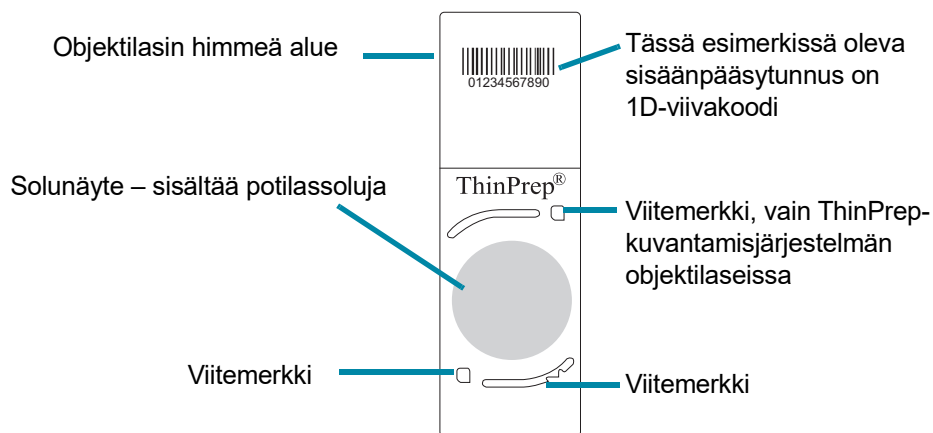 Objektilasin himmeä alue
01234567890
Tässä esimerkissä oleva
sisäänpääsytunnus on
1D-viivakoodi
Solunäyte – sisältää potilassoluja
ThinPrep®
Viitemerkki, vain ThinPrep-
kuvantamisjärjestelmän
objektilaseissa
Viitemerkki
Viitemerkki